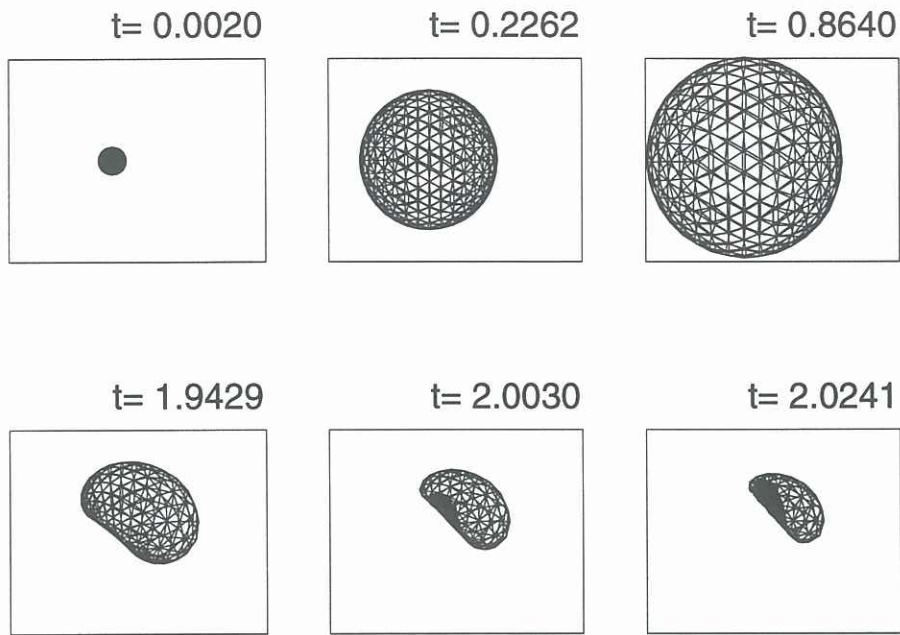 t= 0.0020
t= 0.2262
t= 0.8640
t= 1.9429
t= 2.0030
t= 2.0241